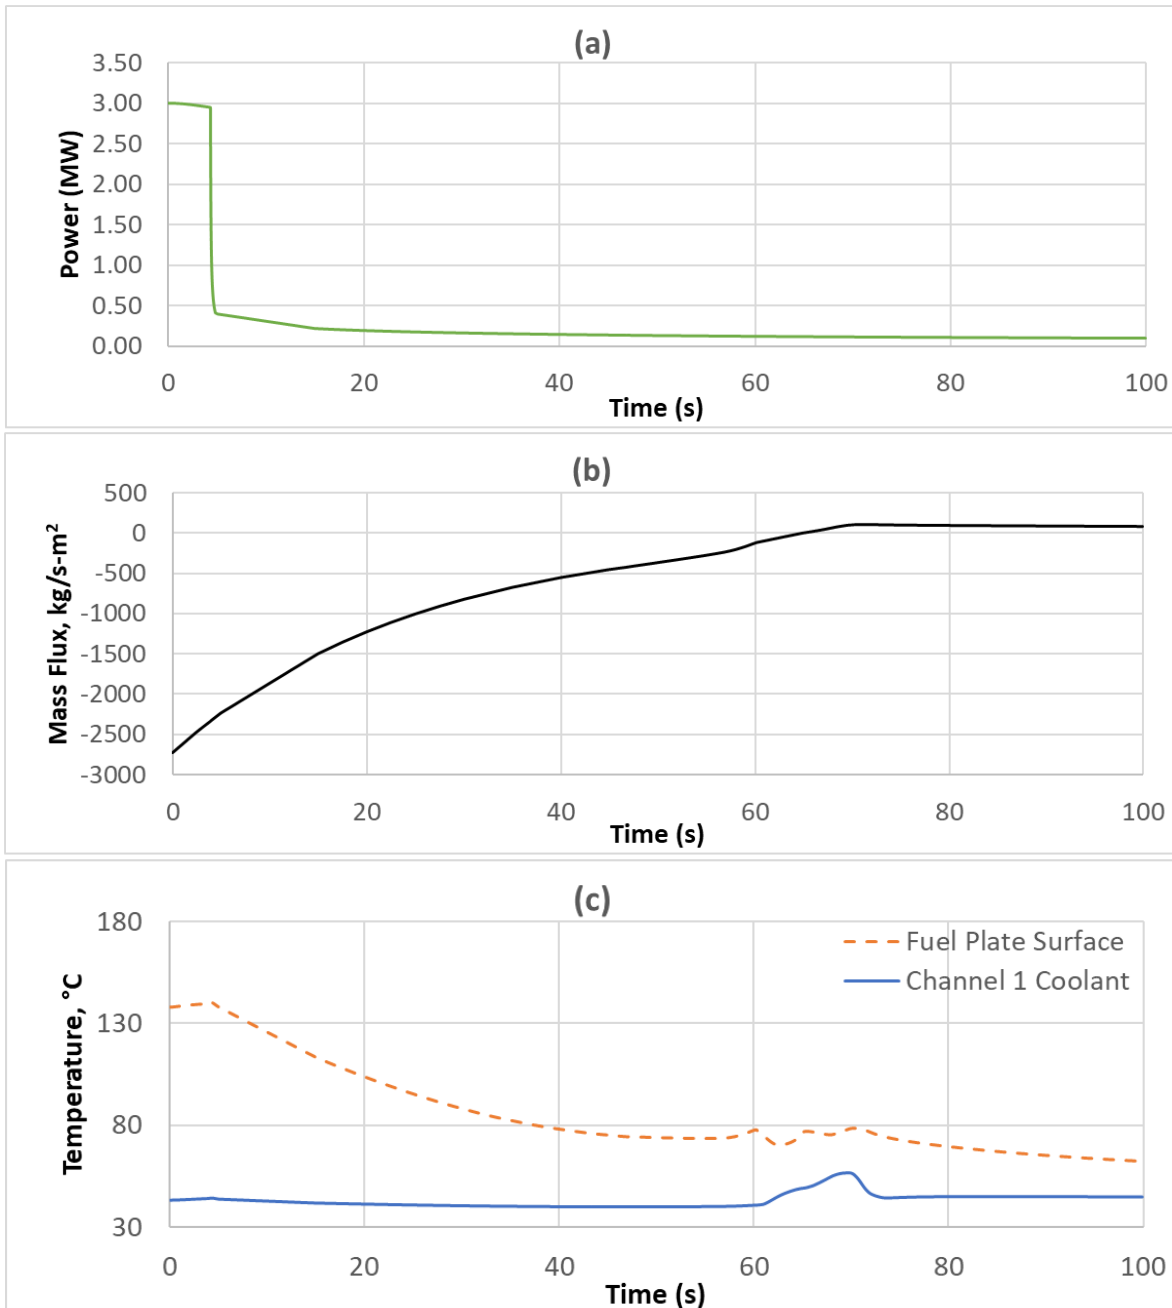 (a)
Power (MW)
3.50
3.00
2.50
2.00
1.50
1.00
0.50
0.00
0 20 40 60 80 100
Time (s)
(b)
Mass Flux, kg/s-m²
500
0
-500
-1000
-1500
-2000
-2500
-3000
0 20 40 60 80 100
Time (s)
(c)
Temperature, °C
180
130
80
30
Fuel Plate Surface
Channel 1 Coolant
0 20 40 60 80 100
Time (s)